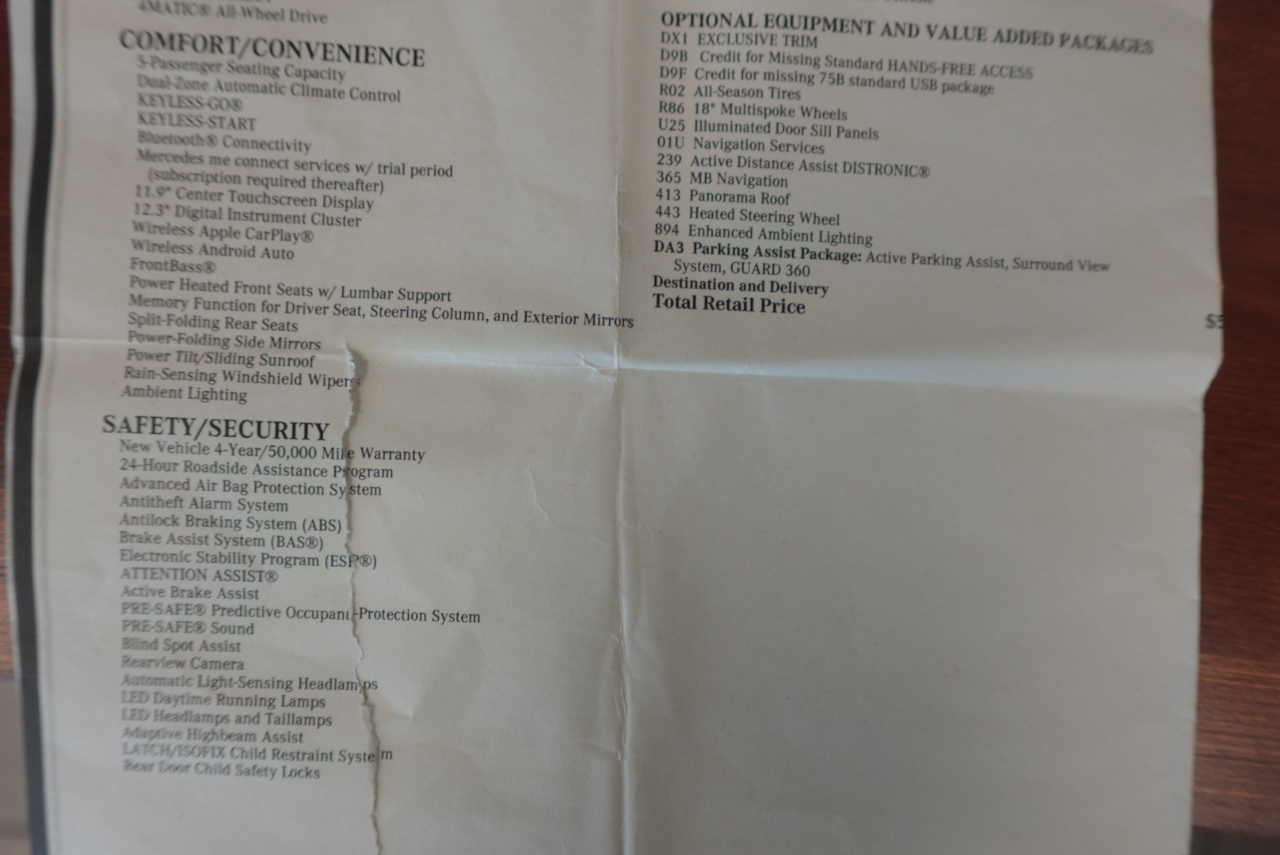 4MATIC® All-Wheel Drive
COMFORT/CONVENIENCE
5-Passenger Seating Capacity
Dual-Zone Automatic Climate Control
KEYLESS-GO®
KEYLESS-START
Bluetooth® Connectivity
Mercedes me connect services w/ trial period
(subscription required thereafter)
11.9" Center Touchscreen Display
12.3" Digital Instrument Cluster
Wireless Apple CarPlay®
Wireless Android Auto
FrontBass®
Power Heated Front Seats w/ Lumbar Support
Memory Function for Driver Seat, Steering Column, and Exterior Mirrors
Split-Folding Rear Seats
Power-Folding Side Mirrors
Power Tilt/Sliding Sunroof
Rain-Sensing Windshield Wipers
Ambient Lighting
SAFETY/SECURITY
New Vehicle 4-Year/50,000 Mile Warranty
24-Hour Roadside Assistance Program
Advanced Air Bag Protection System
Antitheft Alarm System
Antilock Braking System (ABS)
Brake Assist System (BAS®)
Electronic Stability Program (ESP®)
ATTENTION ASSIST®
Active Brake Assist
PRE-SAFE® Predictive Occupant-Protection System
PRE-SAFE® Sound
Blind Spot Assist
Rearview Camera
Automatic Light-Sensing Headlamps
LED Daytime Running Lamps
LED Headlamps and Taillamps
Adaptive Highbeam Assist
LATCH/ISOFIX Child Restraint System
Rear Door Child Safety Locks
OPTIONAL EQUIPMENT AND VALUE ADDED PACKAGES
DX1 EXCLUSIVE TRIM
D9B Credit for Missing Standard HANDS-FREE ACCESS
D9F Credit for missing 75B standard USB package
R02 All-Season Tires
R86 18" Multispoke Wheels
U25 Illuminated Door Sill Panels
01U Navigation Services
239 Active Distance Assist DISTRONIC®
365 MB Navigation
413 Panorama Roof
443 Heated Steering Wheel
894 Enhanced Ambient Lighting
DA3 Parking Assist Package: Active Parking Assist, Surround View
System, GUARD 360
Destination and Delivery
Total Retail Price